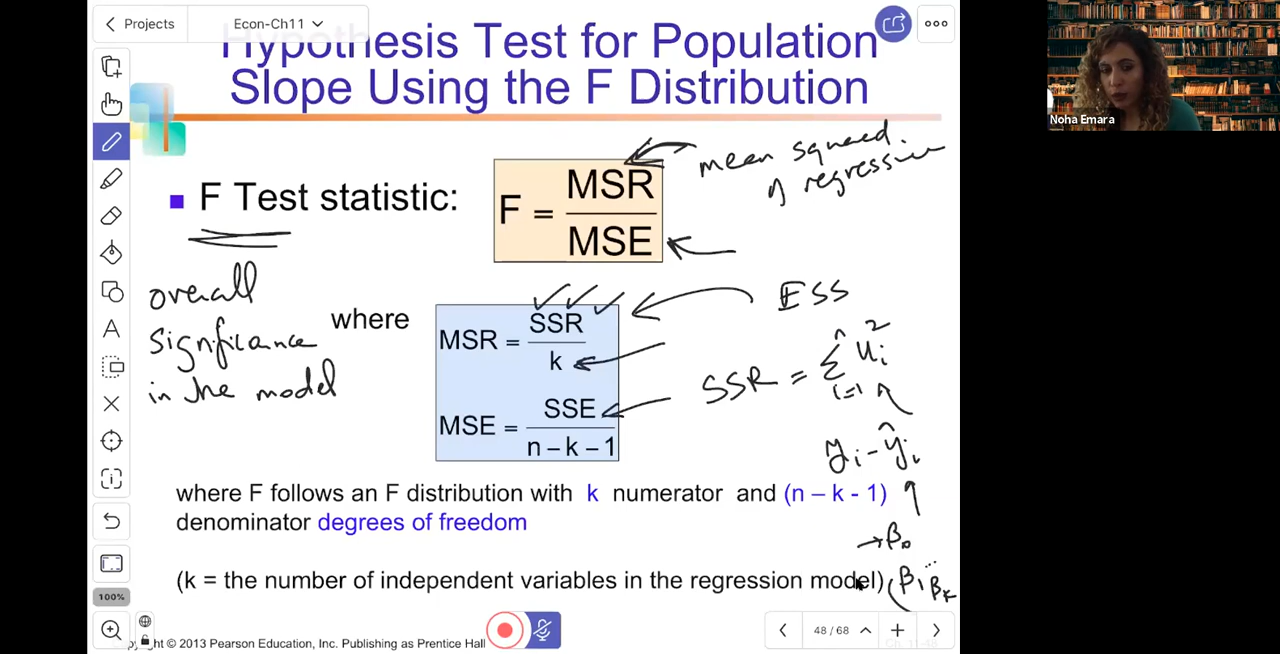 Projects
Econ-Ch11
Hypothesis Test for Population
Slope Using the F Distribution
Noha Emara
mean squared
of regression
F Test statistic:
F = MSR
MSE
overall
significance
in the model
where
ESS
MSR = SSR
k
SSR = Σ ûi²
i=1
MSE = SSE
n – k – 1
yi - ŷi
where F follows an F distribution with k numerator and (n – k - 1)
denominator degrees of freedom
→ β0
(k = the number of independent variables in the regression model)
(β1 ... βk
A
100%
48 / 68
ht © 2013 Pearson Education, Inc. Publishing as Prentice Hall